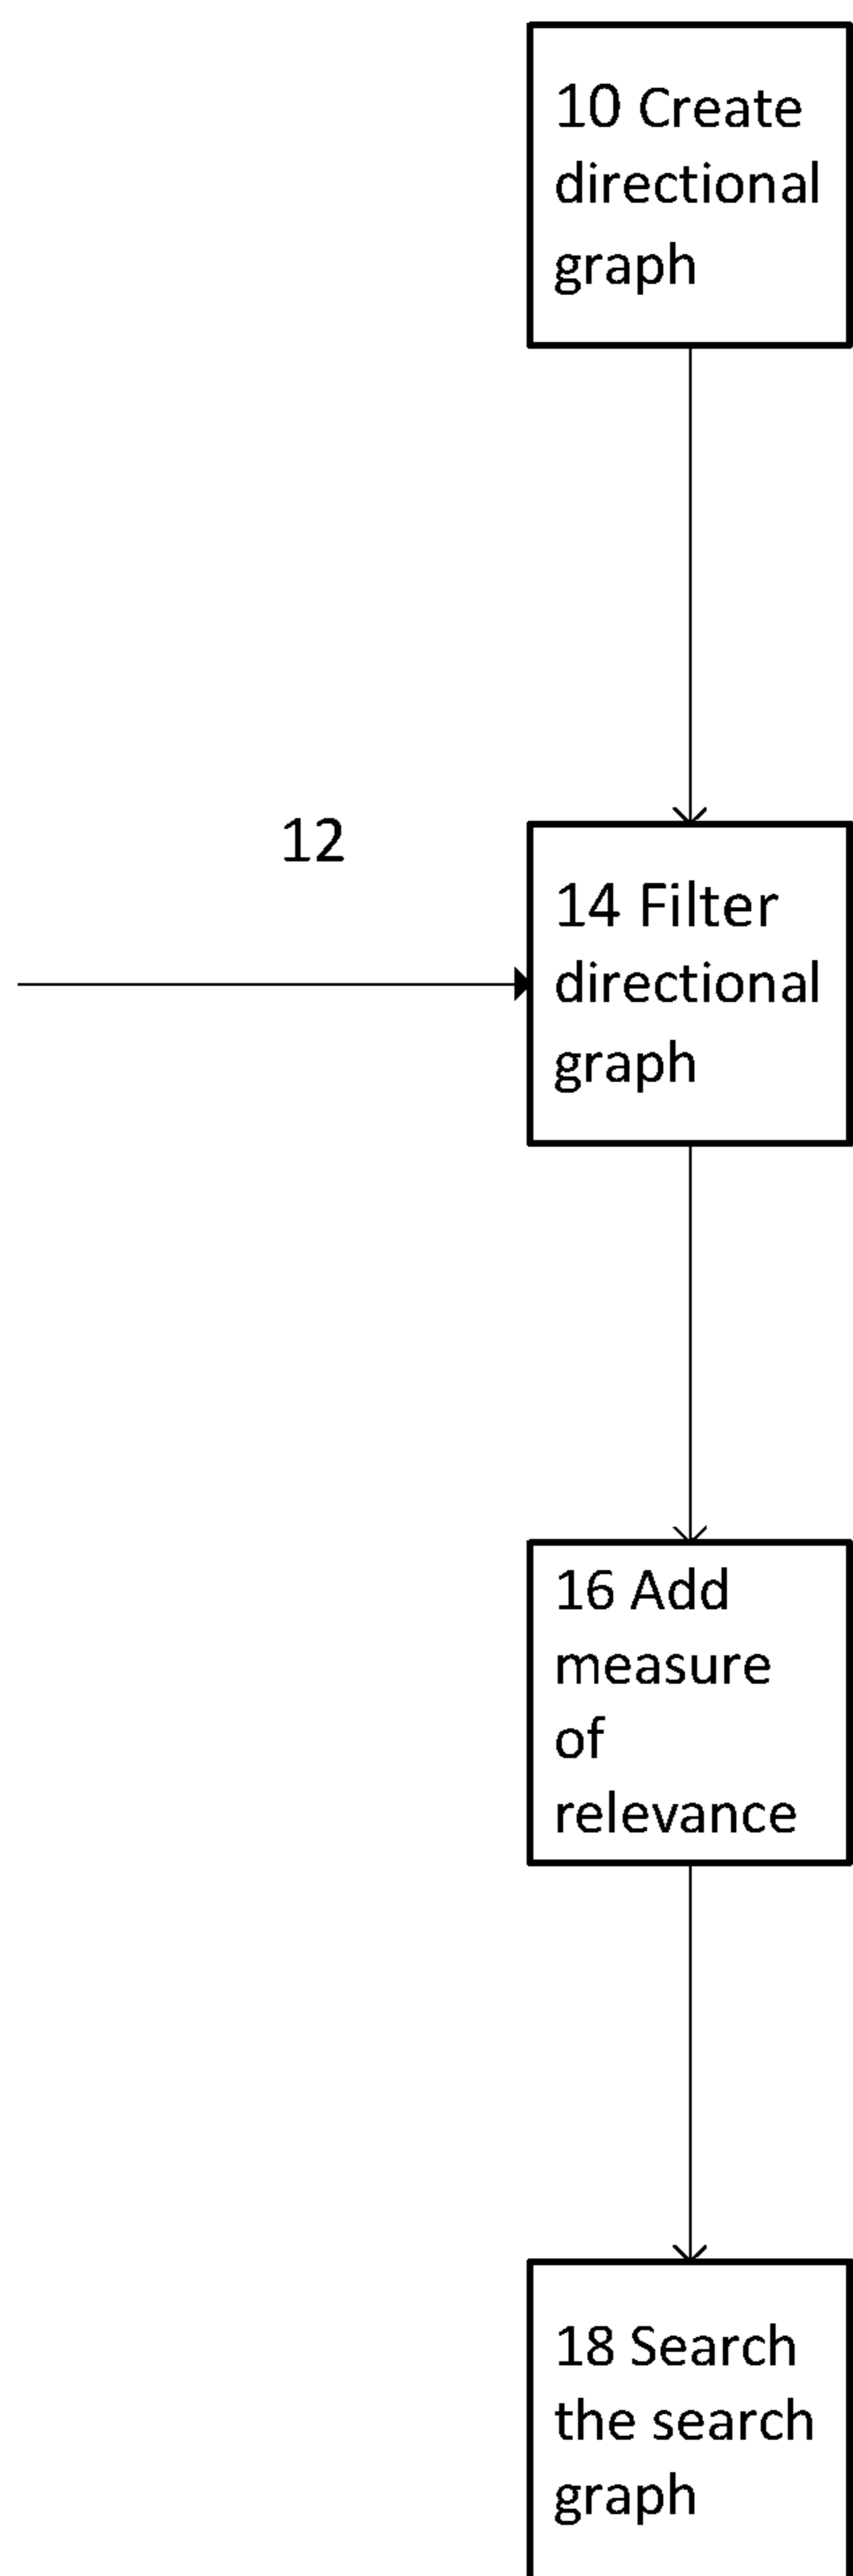 10 Create
directional
graph
12
14 Filter
directional
graph
16 Add
measure
of
relevance
18 Search
the search
graph